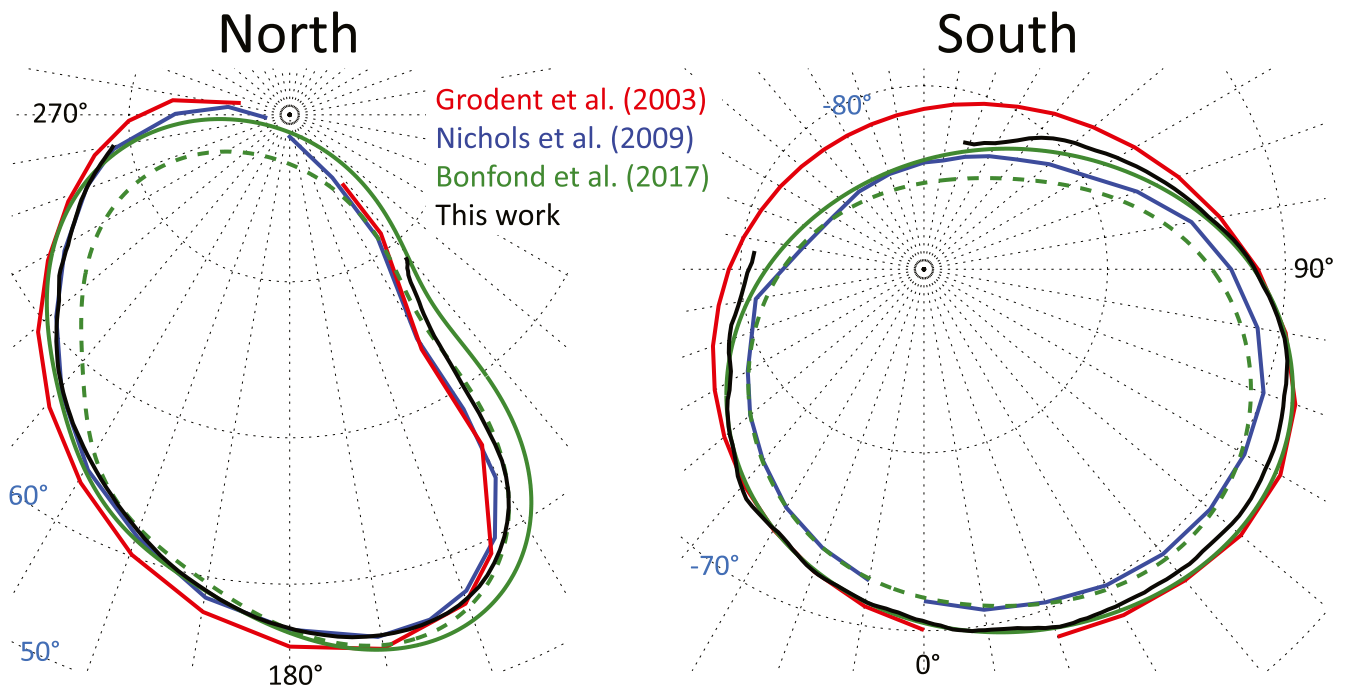 North
South
270°
Grodent et al. (2003)
Nichols et al. (2009)
Bonfond et al. (2017)
This work
-80°
90°
60°
-70°
50°
180°
0°